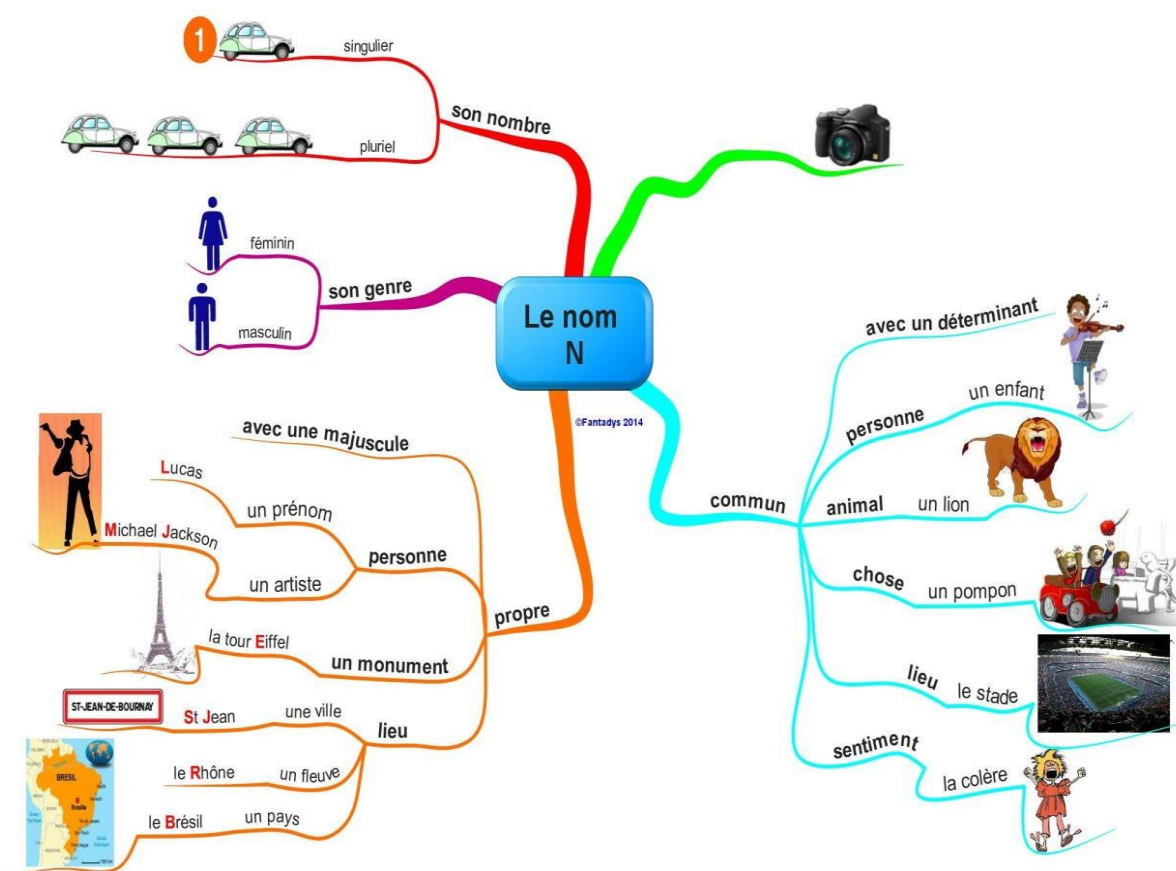 1
singulier
pluriel
son nombre
féminin
masculin
son genre
Le nom
N
©Fantadys 2014
avec un déterminant
personne
un enfant
commun
animal
un lion
chose
un pompon
lieu
le stade
sentiment
la colère
avec une majuscule
Lucas
un prénom
Michael Jackson
un artiste
personne
propre
la tour Eiffel
un monument
ST-JEAN-DE-BOURNAY
St Jean
une ville
lieu
le Rhône
un fleuve
BRESIL
Brasilia
le Brésil
un pays